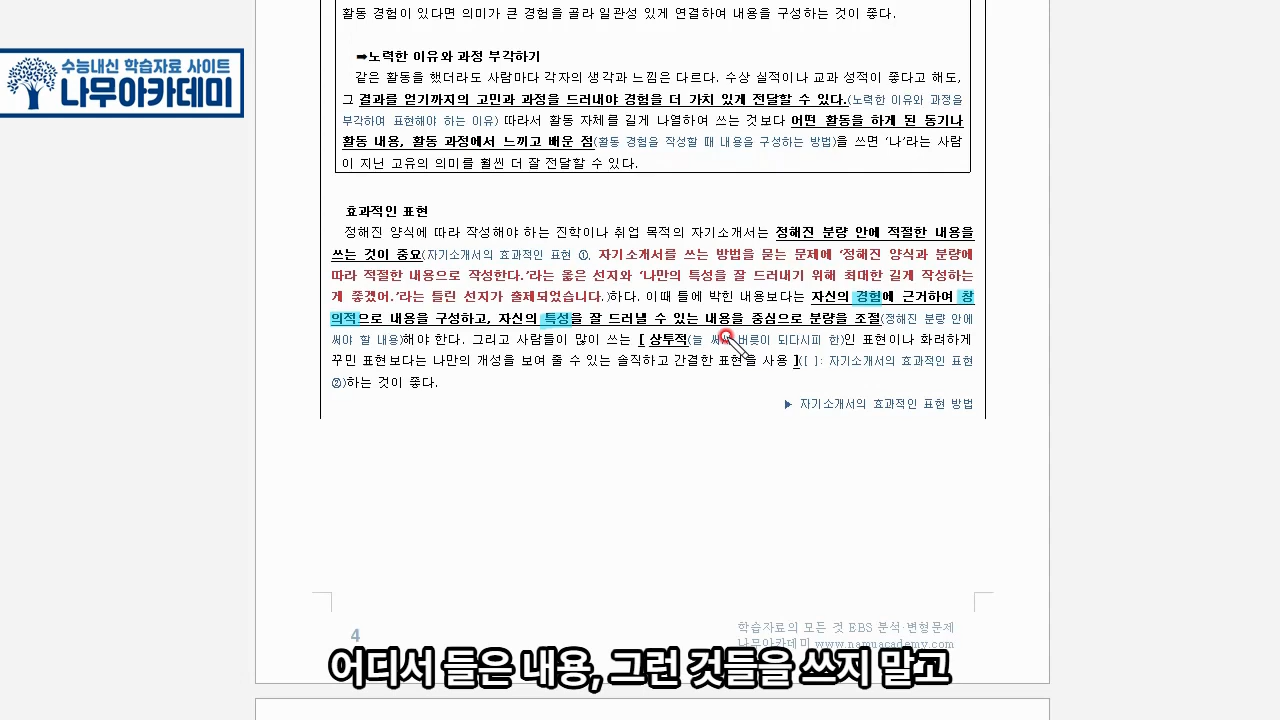 활동 경험이 있다면 의미가 큰 경험을 골라 일관성 있게 연결하여 내용을 구성하는 것이 좋다.
수능내신 학습자료 사이트
나무아카데미
➡노력한 이유와 과정 부각하기
같은 활동을 했더라도 사람마다 각자의 생각과 느낌은 다르다. 수상 실적이나 교과 성적이 좋다고 해도,
그 결과를 얻기까지의 고민과 과정을 드러내야 경험을 더 가치 있게 전달할 수 있다.(노력한 이유와 과정을
부각하여 표현해야 하는 이유) 따라서 활동 자체를 길게 나열하여 쓰는 것보다 어떤 활동을 하게 된 동기나
활동 내용, 활동 과정에서 느끼고 배운 점(활동 경험을 작성할 때 내용을 구성하는 방법)을 쓰면 ‘나’라는 사람
이 지닌 고유의 의미를 훨씬 더 잘 전달할 수 있다.
효과적인 표현
정해진 양식에 따라 작성해야 하는 진학이나 취업 목적의 자기소개서는 정해진 분량 안에 적절한 내용을
쓰는 것이 중요(자기소개서의 효과적인 표현 ①. 자기소개서를 쓰는 방법을 묻는 문제에 ‘정해진 양식과 분량에
따라 적절한 내용으로 작성한다.’라는 옳은 선지와 ‘나만의 특성을 잘 드러내기 위해 최대한 길게 작성하는
게 좋겠어.’라는 틀린 선지가 출제되었습니다.)하다. 이때 틀에 박힌 내용보다는 자신의 경험에 근거하여 창
의적으로 내용을 구성하고, 자신의 특성을 잘 드러낼 수 있는 내용을 중심으로 분량을 조절(정해진 분량 안에
써야 할 내용)해야 한다. 그리고 사람들이 많이 쓰는 [ 상투적(늘 버릇이 되다시피 한)인 표현이나 화려하게
꾸민 표현보다는 나만의 개성을 보여 줄 수 있는 솔직하고 간결한 표현을 사용 ]([ ]: 자기소개서의 효과적인 표현
②)하는 것이 좋다.
▶ 자기소개서의 효과적인 표현 방법
4
학습자료의 모든 것 EBS 분석·변형문제
나무아카데미 www.namuacademy.com
어디서 들은 내용, 그런 것들을 쓰지 말고